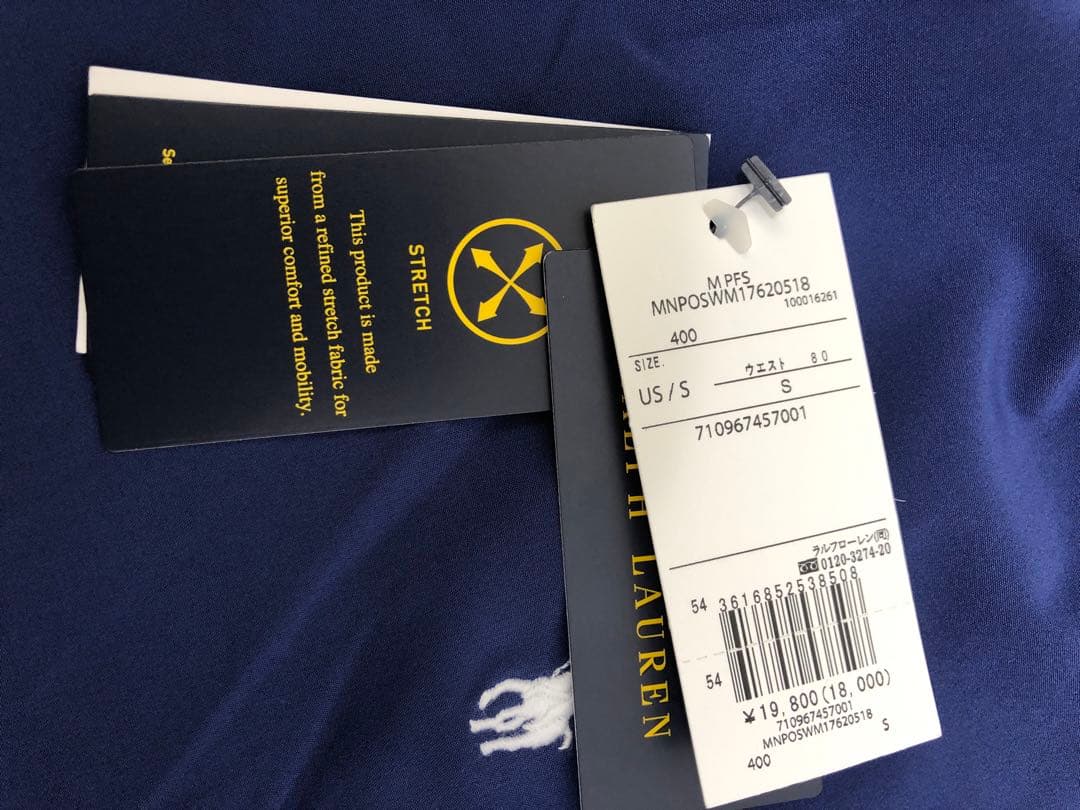 Se
STRETCH
This product is made
from a refined stretch fabric for
superior comfort and mobility.
LAUREN
M PFS
MNPOSWM17620518
100016261
400
SIZE.
ウエスト 80
US / S
S
710967457001
ラルフローレン(同)
0120-3274-20
54
3616852538508
54
¥19,800(18,000)
710967457001
MNPOSWM17620518
400
S